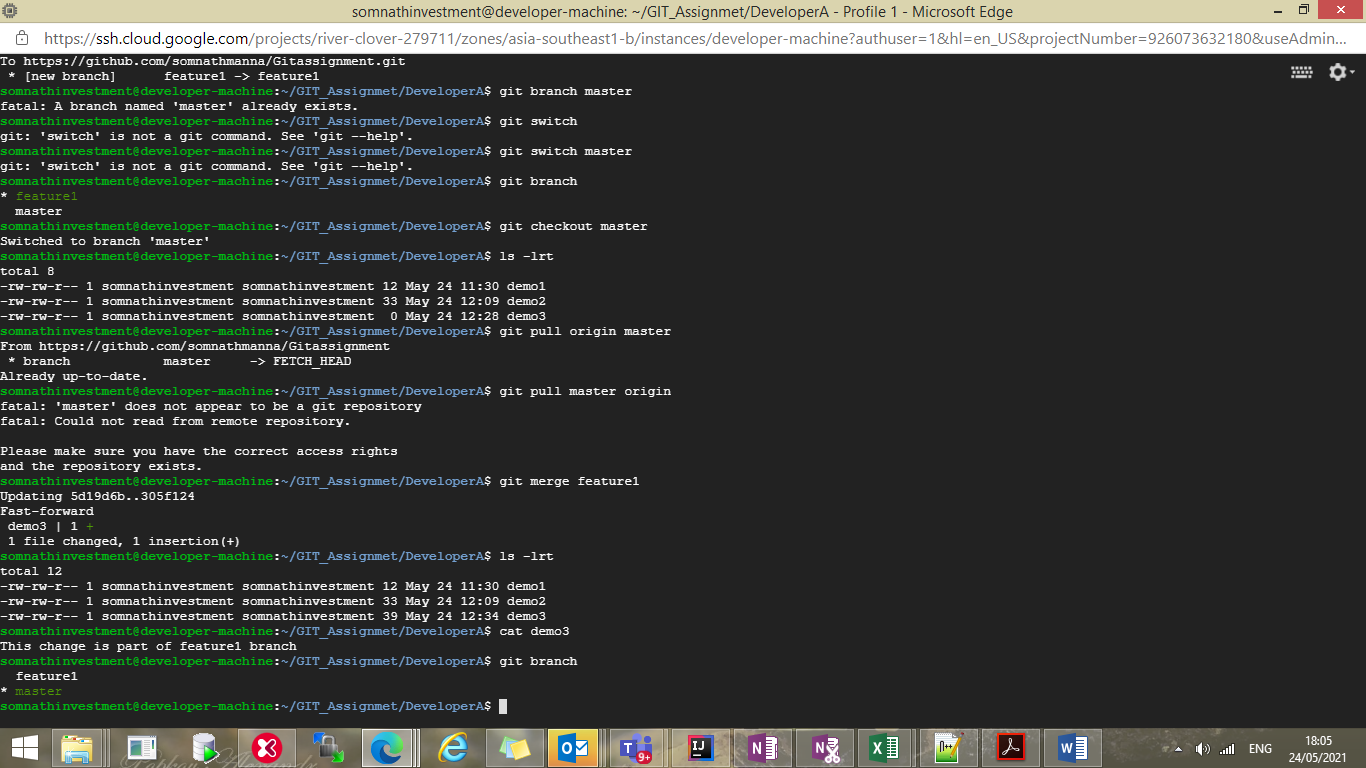 somnathinvestment@developer-machine: ~/GIT_Assignmet/DeveloperA - Profile 1 - Microsoft Edge
https://ssh.cloud.google.com/projects/river-clover-279711/zones/asia-southeast1-b/instances/developer-machine?authuser=1&hl=en_US&projectNumber=926073632180&useAdmin...
To https://github.com/somnathmanna/Gitassignment.git
 * [new branch]      feature1 -> feature1
somnathinvestment@developer-machine:~/GIT_Assignmet/DeveloperA$ git branch master
fatal: A branch named 'master' already exists.
somnathinvestment@developer-machine:~/GIT_Assignmet/DeveloperA$ git switch
git: 'switch' is not a git command. See 'git --help'.
somnathinvestment@developer-machine:~/GIT_Assignmet/DeveloperA$ git switch master
git: 'switch' is not a git command. See 'git --help'.
somnathinvestment@developer-machine:~/GIT_Assignmet/DeveloperA$ git branch
* feature1
  master
somnathinvestment@developer-machine:~/GIT_Assignmet/DeveloperA$ git checkout master
Switched to branch 'master'
somnathinvestment@developer-machine:~/GIT_Assignmet/DeveloperA$ ls -lrt
total 8
-rw-rw-r-- 1 somnathinvestment somnathinvestment 12 May 24 11:30 demo1
-rw-rw-r-- 1 somnathinvestment somnathinvestment 33 May 24 12:09 demo2
-rw-rw-r-- 1 somnathinvestment somnathinvestment  0 May 24 12:28 demo3
somnathinvestment@developer-machine:~/GIT_Assignmet/DeveloperA$ git pull origin master
From https://github.com/somnathmanna/Gitassignment
 * branch            master     -> FETCH_HEAD
Already up-to-date.
somnathinvestment@developer-machine:~/GIT_Assignmet/DeveloperA$ git pull master origin
fatal: 'master' does not appear to be a git repository
fatal: Could not read from remote repository.

Please make sure you have the correct access rights
and the repository exists.
somnathinvestment@developer-machine:~/GIT_Assignmet/DeveloperA$ git merge feature1
Updating 5d19d6b..305f124
Fast-forward
 demo3 | 1 +
 1 file changed, 1 insertion(+)
somnathinvestment@developer-machine:~/GIT_Assignmet/DeveloperA$ ls -lrt
total 12
-rw-rw-r-- 1 somnathinvestment somnathinvestment 12 May 24 11:30 demo1
-rw-rw-r-- 1 somnathinvestment somnathinvestment 33 May 24 12:09 demo2
-rw-rw-r-- 1 somnathinvestment somnathinvestment 39 May 24 12:34 demo3
somnathinvestment@developer-machine:~/GIT_Assignmet/DeveloperA$ cat demo3
This change is part of feature1 branch
somnathinvestment@developer-machine:~/GIT_Assignmet/DeveloperA$ git branch
  feature1
* master
somnathinvestment@developer-machine:~/GIT_Assignmet/DeveloperA$
9+
ENG
18:05
24/05/2021